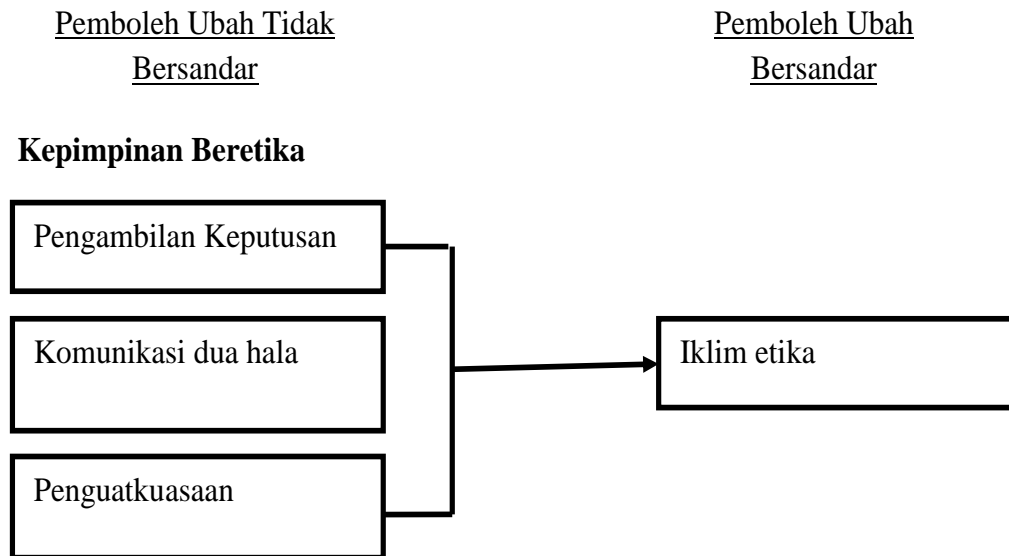 Pemboleh Ubah Tidak
Bersandar
Pemboleh Ubah
Bersandar
Kepimpinan Beretika
Pengambilan Keputusan
Komunikasi dua hala
Iklim etika
Penguatkuasaan